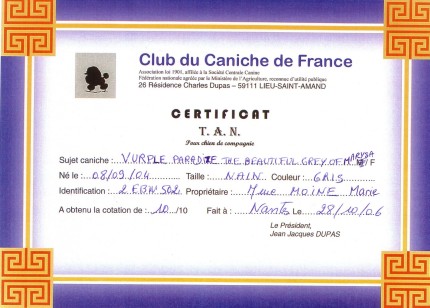 Club du Caniche de France
Association loi 1901, affiliée à la Société Centrale Canine
Fédération nationale agréée par le Ministère de l'Agriculture, reconnue d'utilité publique
26 Résidence Charles Dupas – 59111 LIEU-SAINT-AMAND
CERTIFICAT
T. A. N.
Pour chien de compagnie
Sujet caniche : VURPLE PARADISE THE BEAUTIFUL GREY OF MARYSA F
Né le : 08/09/04 Taille : NAIN Couleur : GRIS
Identification : 2 EBW 502 Propriétaire : Mme MOINE Marie
A obtenu la cotation de : 10 /10 Fait à : Nantes Le 28/10/06
Le Président,
Jean Jacques DUPAS